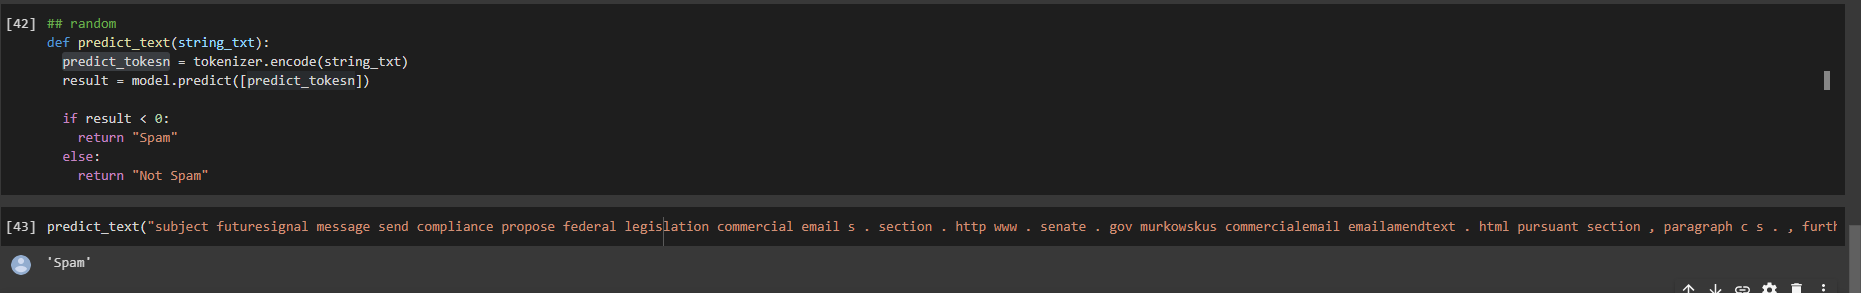 [42] ## random
def predict_text(string_txt):
predict_tokesn = tokenizer.encode(string_txt)
result = model.predict([predict_tokesn])
if result < 0:
return "Spam"
else:
return "Not Spam"
[43] predict_text("subject futuresignal message send compliance propose federal legislation commercial email s . section . http www . senate . gov murkowskus commercialemail emailamendtext . html pursuant section , paragraph c s . , furth
'Spam'